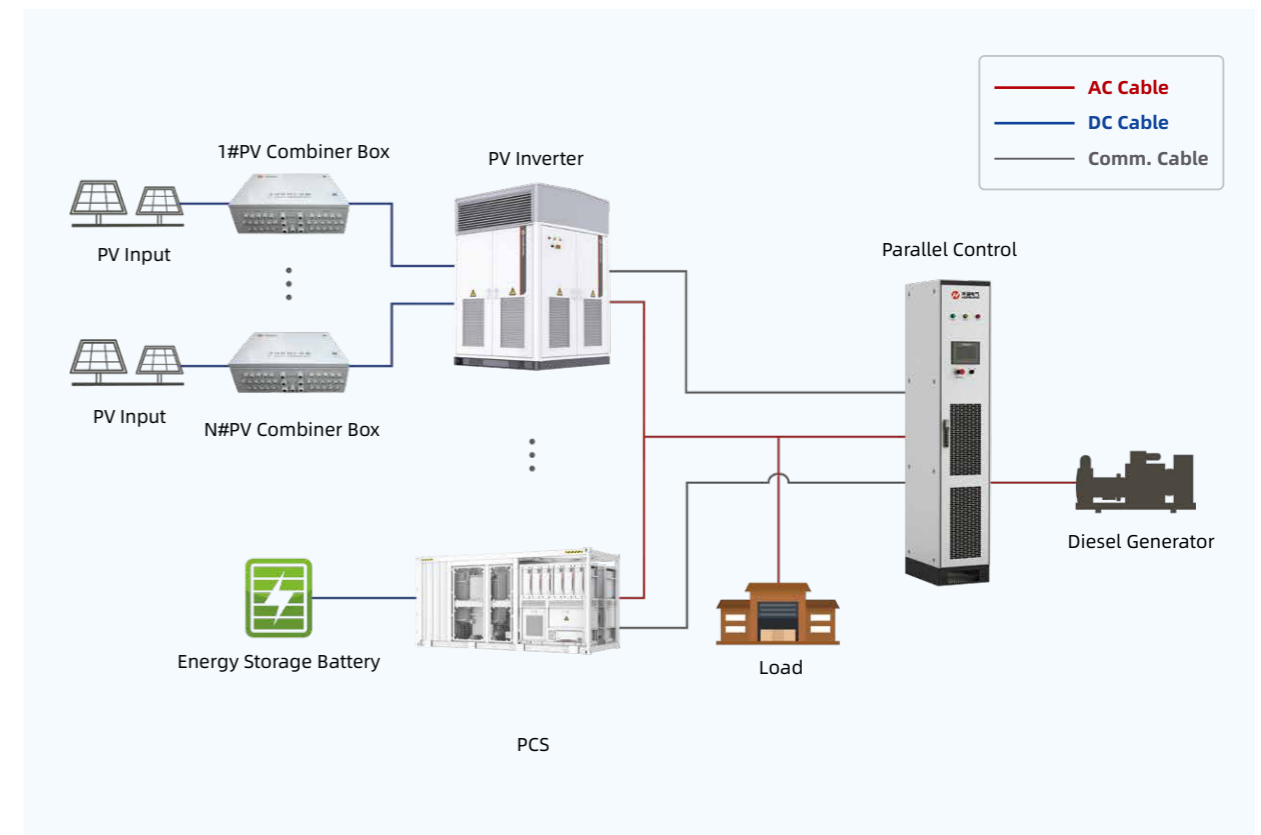 AC Cable
DC Cable
Comm. Cable
1#PV Combiner Box
PV Inverter
PV Input
Parallel Control
PV Input
N#PV Combiner Box
Diesel Generator
Energy Storage Battery
Load
PCS